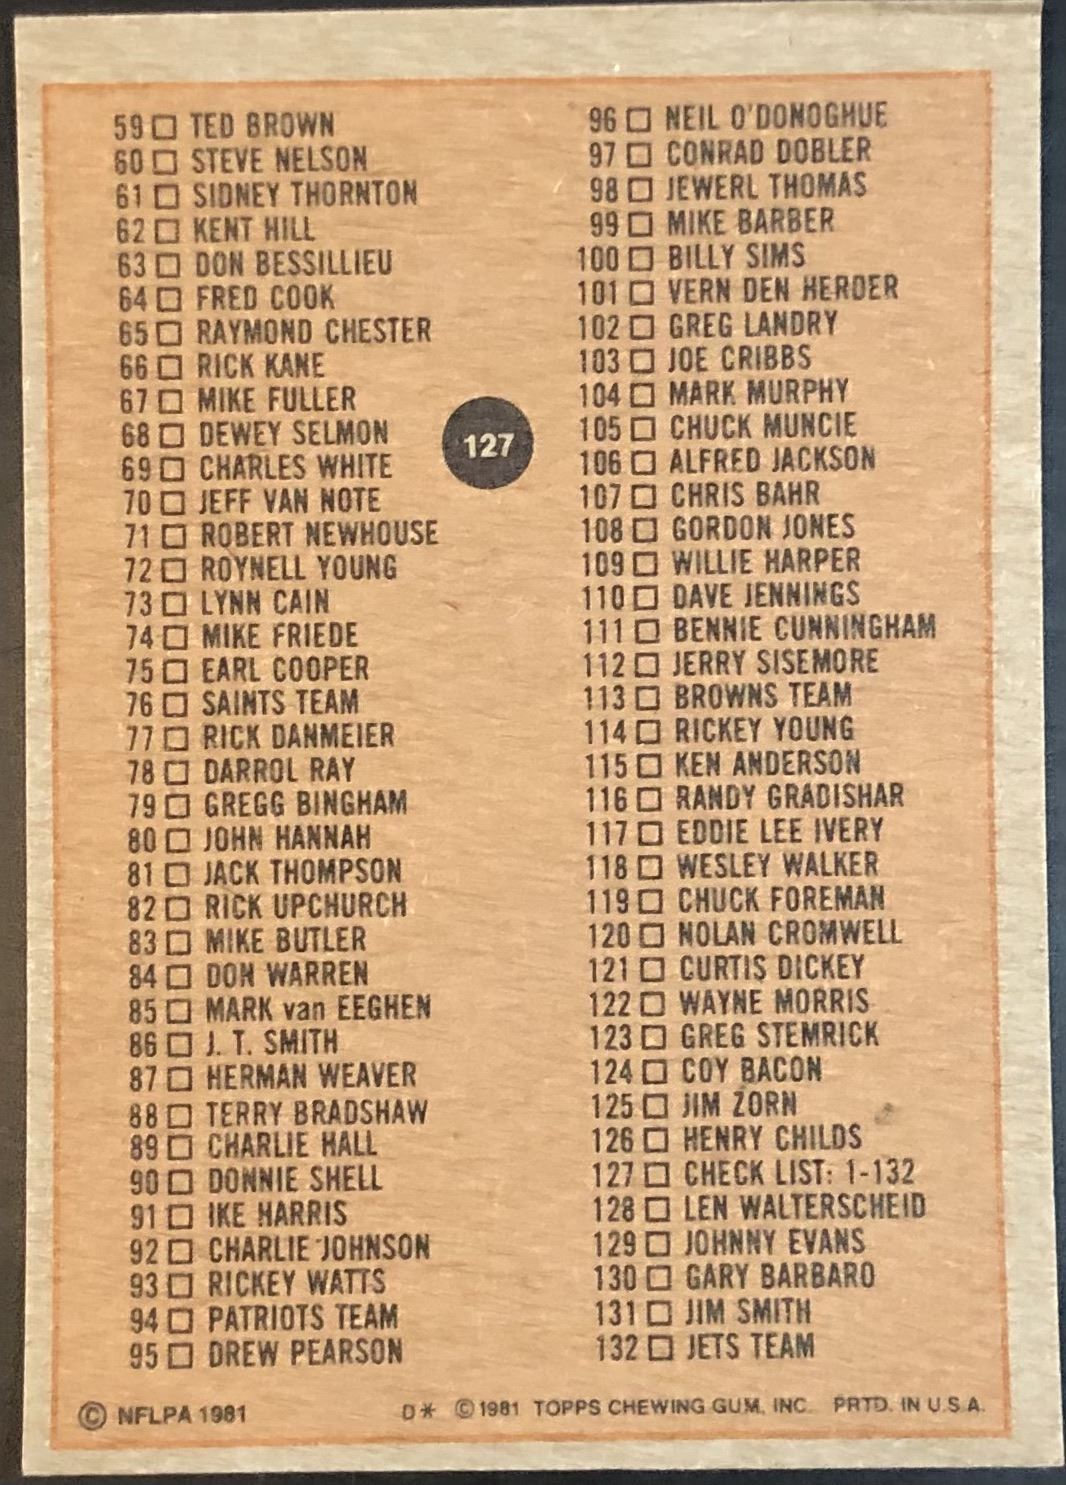 59 □ TED BROWN
60 □ STEVE NELSON
61 □ SIDNEY THORNTON
62 □ KENT HILL
63 □ DON BESSILLIEU
64 □ FRED COOK
65 □ RAYMOND CHESTER
66 □ RICK KANE
67 □ MIKE FULLER
68 □ DEWEY SELMON
69 □ CHARLES WHITE
70 □ JEFF VAN NOTE
71 □ ROBERT NEWHOUSE
72 □ ROYNELL YOUNG
73 □ LYNN CAIN
74 □ MIKE FRIEDE
75 □ EARL COOPER
76 □ SAINTS TEAM
77 □ RICK DANMEIER
78 □ DARROL RAY
79 □ GREGG BINGHAM
80 □ JOHN HANNAH
81 □ JACK THOMPSON
82 □ RICK UPCHURCH
83 □ MIKE BUTLER
84 □ DON WARREN
85 □ MARK van EEGHEN
86 □ J. T. SMITH
87 □ HERMAN WEAVER
88 □ TERRY BRADSHAW
89 □ CHARLIE HALL
90 □ DONNIE SHELL
91 □ IKE HARRIS
92 □ CHARLIE JOHNSON
93 □ RICKEY WATTS
94 □ PATRIOTS TEAM
95 □ DREW PEARSON
127
96 □ NEIL O'DONOGHUE
97 □ CONRAD DOBLER
98 □ JEWERL THOMAS
99 □ MIKE BARBER
100 □ BILLY SIMS
101 □ VERN DEN HERDER
102 □ GREG LANDRY
103 □ JOE CRIBBS
104 □ MARK MURPHY
105 □ CHUCK MUNCIE
106 □ ALFRED JACKSON
107 □ CHRIS BAHR
108 □ GORDON JONES
109 □ WILLIE HARPER
110 □ DAVE JENNINGS
111 □ BENNIE CUNNINGHAM
112 □ JERRY SISEMORE
113 □ BROWNS TEAM
114 □ RICKEY YOUNG
115 □ KEN ANDERSON
116 □ RANDY GRADISHAR
117 □ EDDIE LEE IVERY
118 □ WESLEY WALKER
119 □ CHUCK FOREMAN
120 □ NOLAN CROMWELL
121 □ CURTIS DICKEY
122 □ WAYNE MORRIS
123 □ GREG STEMRICK
124 □ COY BACON
125 □ JIM ZORN
126 □ HENRY CHILDS
127 □ CHECK LIST: 1-132
128 □ LEN WALTERSCHEID
129 □ JOHNNY EVANS
130 □ GARY BARBARO
131 □ JIM SMITH
132 □ JETS TEAM
© NFLPA 1981 D* © 1981 TOPPS CHEWING GUM, INC. PRTD. IN U.S.A.